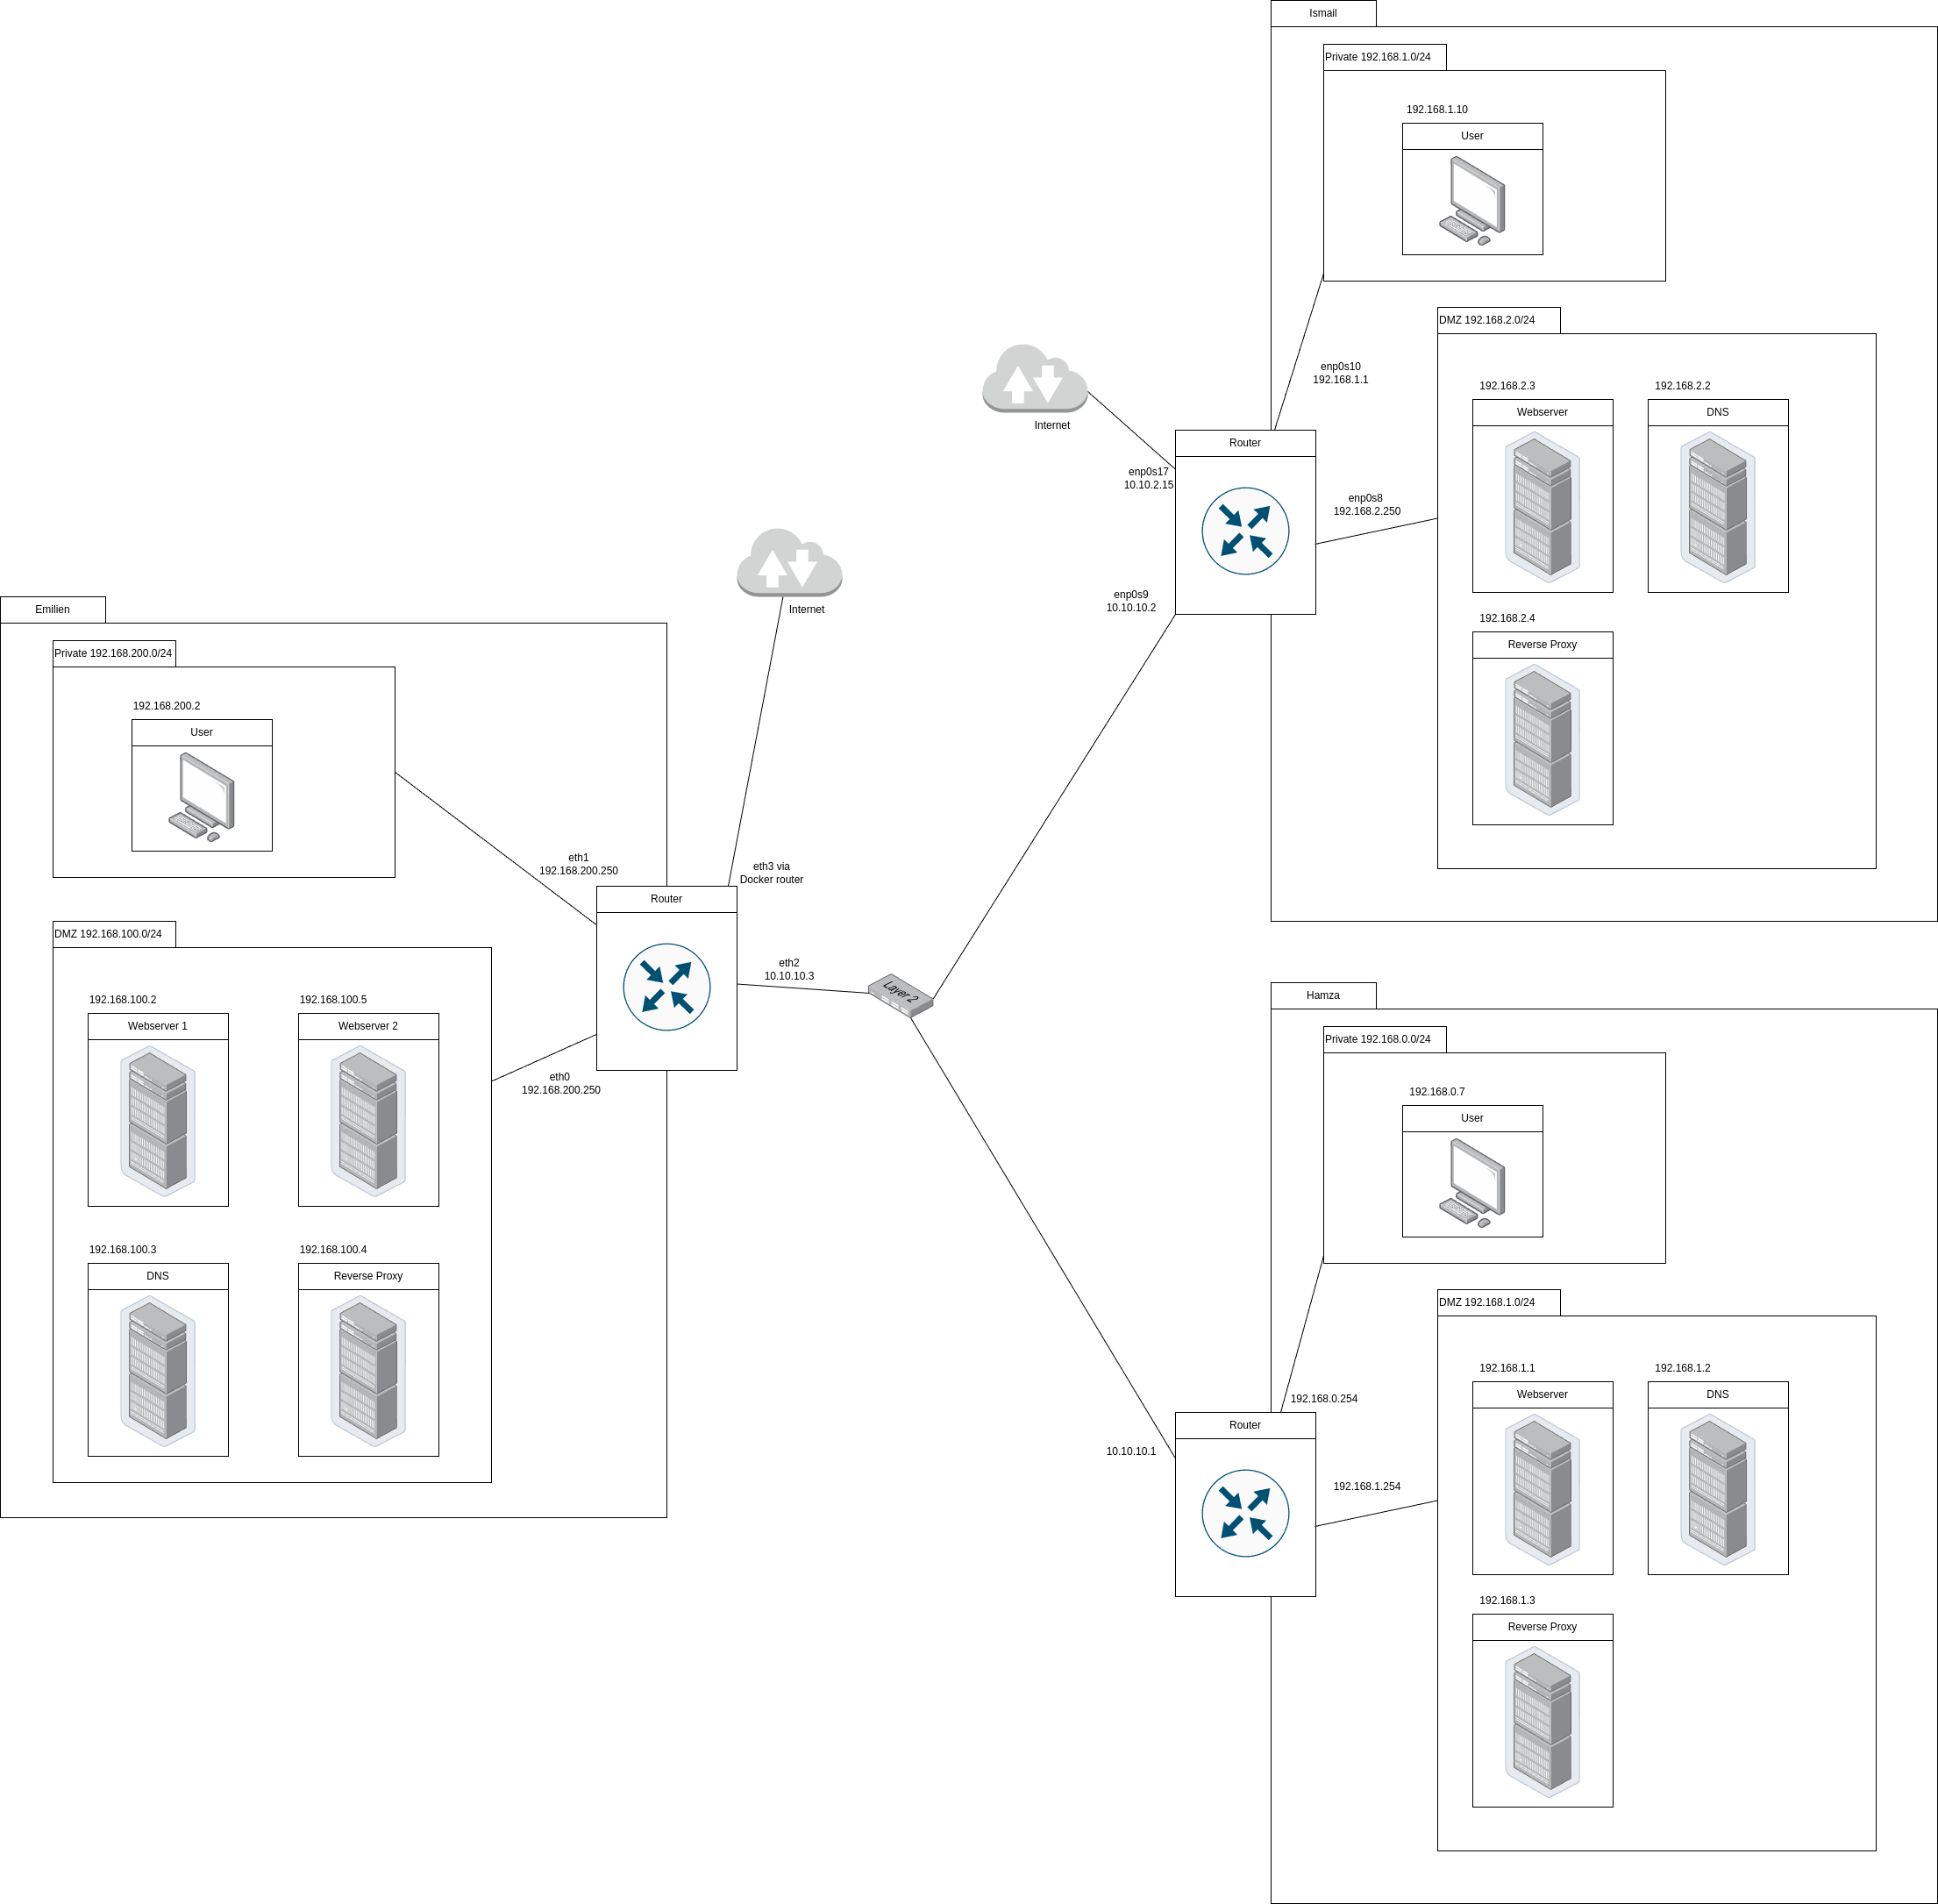 Ismail
Private 192.168.1.0/24
192.168.1.10
User
DMZ 192.168.2.0/24
192.168.2.3
Webserver
192.168.2.2
DNS
192.168.2.4
Reverse Proxy
enp0s10
192.168.1.1
Internet
Router
enp0s17
10.10.2.15
enp0s8
192.168.2.250
enp0s9
10.10.10.2
Internet
Emilien
Private 192.168.200.0/24
192.168.200.2
User
eth1
192.168.200.250
eth3 via
Docker router
Router
eth2
10.10.10.3
Layer 2
DMZ 192.168.100.0/24
192.168.100.2
Webserver 1
192.168.100.5
Webserver 2
eth0
192.168.200.250
192.168.100.3
DNS
192.168.100.4
Reverse Proxy
Hamza
Private 192.168.0.0/24
192.168.0.7
User
DMZ 192.168.1.0/24
192.168.0.254
Router
10.10.10.1
192.168.1.254
192.168.1.1
Webserver
192.168.1.2
DNS
192.168.1.3
Reverse Proxy